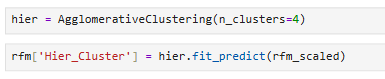 hier = AgglomerativeClustering(n_clusters=4)
rfm['Hier_Cluster'] = hier.fit_predict(rfm_scaled)